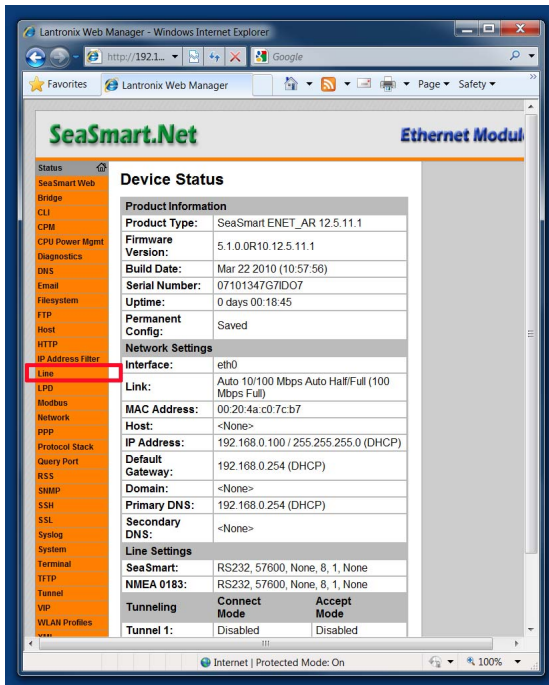 Lantronix Web Manager - Windows Internet Explorer
http://192.1...
Google
Favorites
Lantronix Web Manager
Page
Safety
SeaSmart.Net
Ethernet Modul
Status
SeaSmart Web
Bridge
CLI
CPM
CPU Power Mgmt
Diagnostics
DNS
Email
Filesystem
FTP
Host
HTTP
IP Address Filter
Line
LPD
Modbus
Network
PPP
Protocol Stack
Query Port
RSS
SNMP
SSH
SSL
Syslog
System
Terminal
TFTP
Tunnel
VIP
WLAN Profiles
XML
Device Status
Product Information
Product Type: SeaSmart ENET_AR 12.5.11.1
Firmware
Version:
5.1.0.0R10.12.5.11.1
Build Date: Mar 22 2010 (10:57:56)
Serial Number: 07101347G7IDO7
Uptime: 0 days 00:18:45
Permanent
Config:
Saved
Network Settings
Interface: eth0
Link:
Auto 10/100 Mbps Auto Half/Full (100
Mbps Full)
MAC Address: 00:20:4a:c0:7c:b7
Host: <None>
IP Address: 192.168.0.100 / 255.255.255.0 (DHCP)
Default
Gateway:
192.168.0.254 (DHCP)
Domain: <None>
Primary DNS: 192.168.0.254 (DHCP)
Secondary
DNS:
<None>
Line Settings
SeaSmart: RS232, 57600, None, 8, 1, None
NMEA 0183: RS232, 57600, None, 8, 1, None
Tunneling
Connect
Mode
Accept
Mode
Tunnel 1: Disabled Disabled
Internet | Protected Mode: On
100%